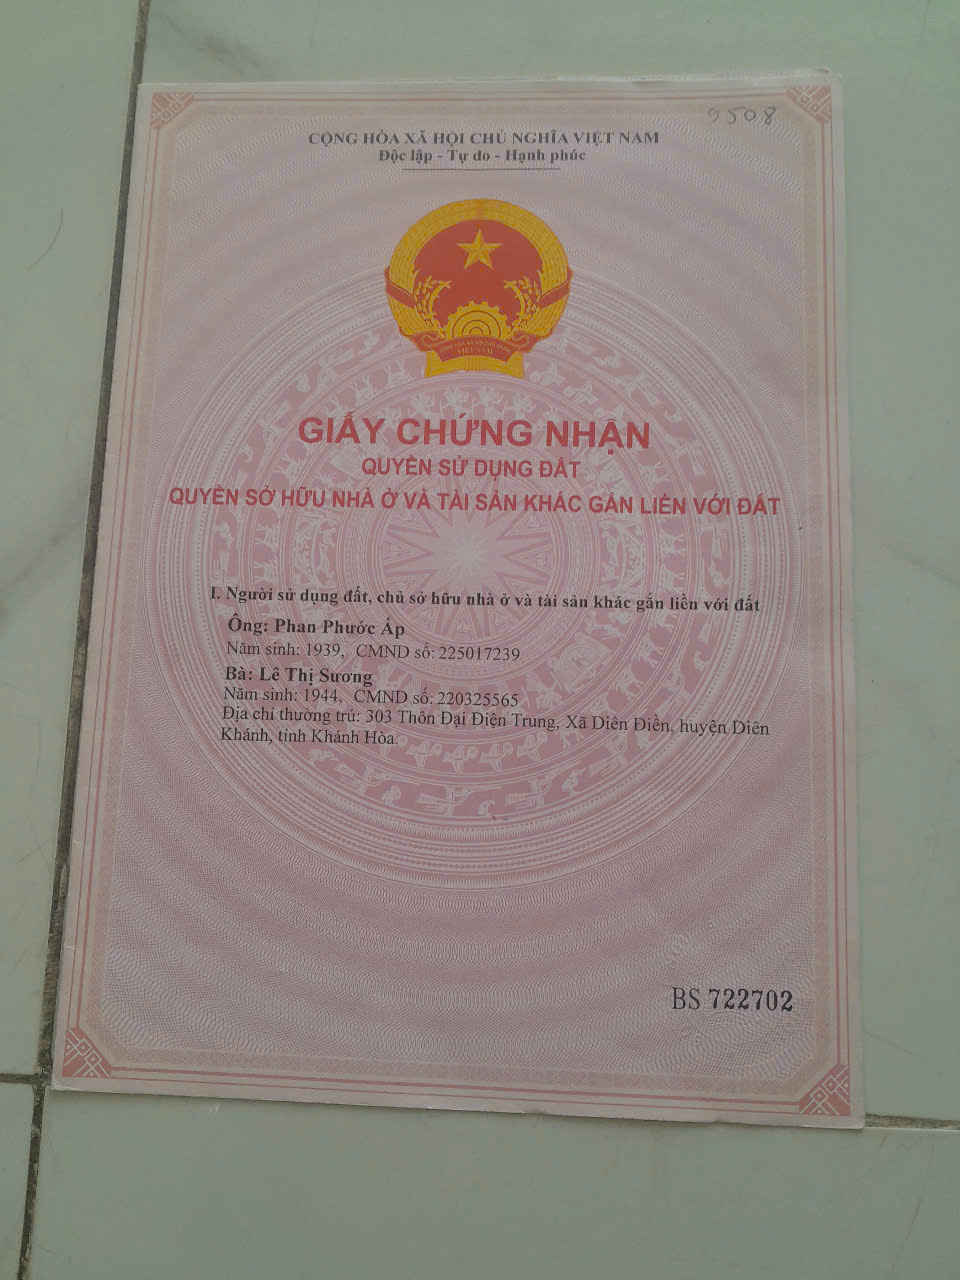 9508
CỘNG HÒA XÃ HỘI CHỦ NGHĨA VIỆT NAM
Độc lập - Tự do - Hạnh phúc
VIỆT NAM
GIẤY CHỨNG NHẬN
QUYỀN SỬ DỤNG ĐẤT
QUYỀN SỞ HỮU NHÀ Ở VÀ TÀI SẢN KHÁC GẮN LIỀN VỚI ĐẤT
I. Người sử dụng đất, chủ sở hữu nhà ở và tài sản khác gắn liền với đất
Ông: Phan Phước Ấp
Năm sinh: 1939, CMND số: 225017239
Bà: Lê Thị Sương
Năm sinh: 1944, CMND số: 220325565
Địa chỉ thường trú: 303 Thôn Đại Điện Trung, Xã Diên Điền, huyện Diên
Khánh, tỉnh Khánh Hòa.
BS 722702